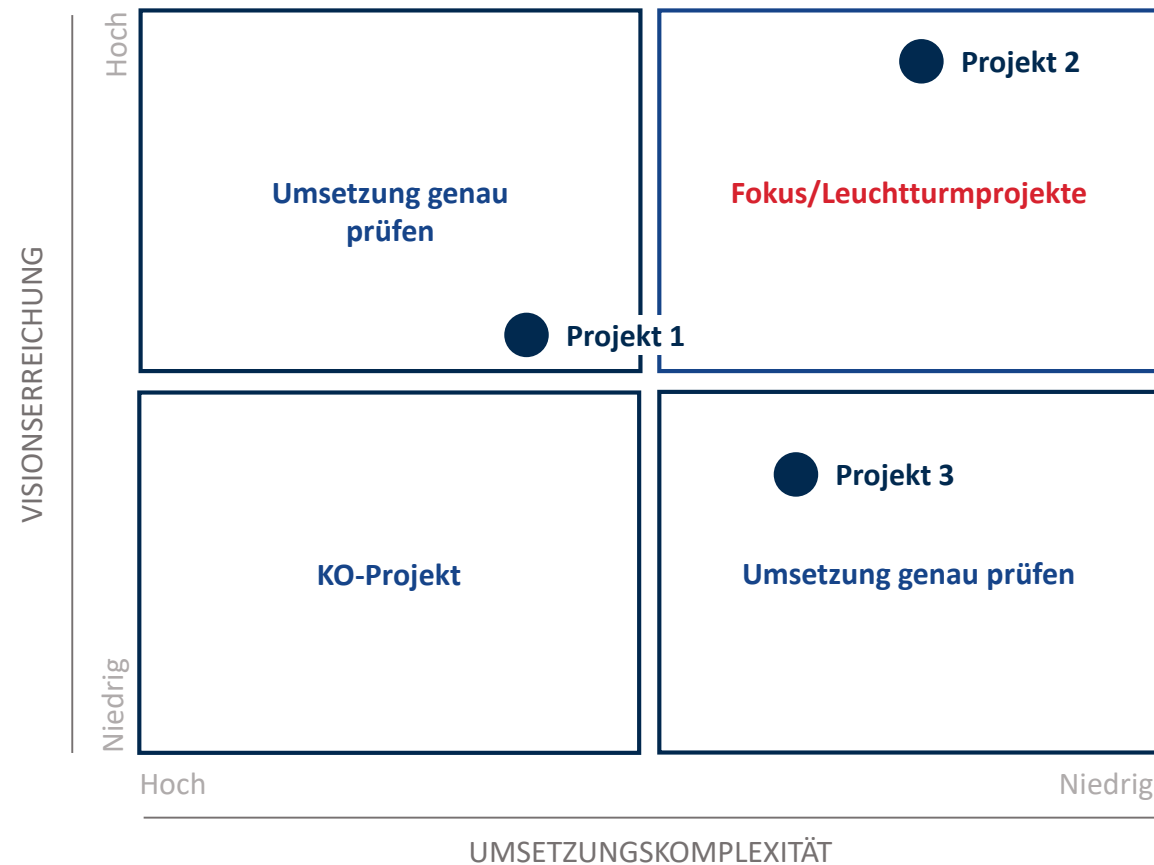 Hoch
Projekt 2
Umsetzung genau
prüfen
Fokus/Leuchtturmprojekte
VISIONSERREICHUNG
Projekt 1
Projekt 3
KO-Projekt
Umsetzung genau prüfen
Niedrig
Hoch
Niedrig
UMSETZUNGSKOMPLEXITÄT